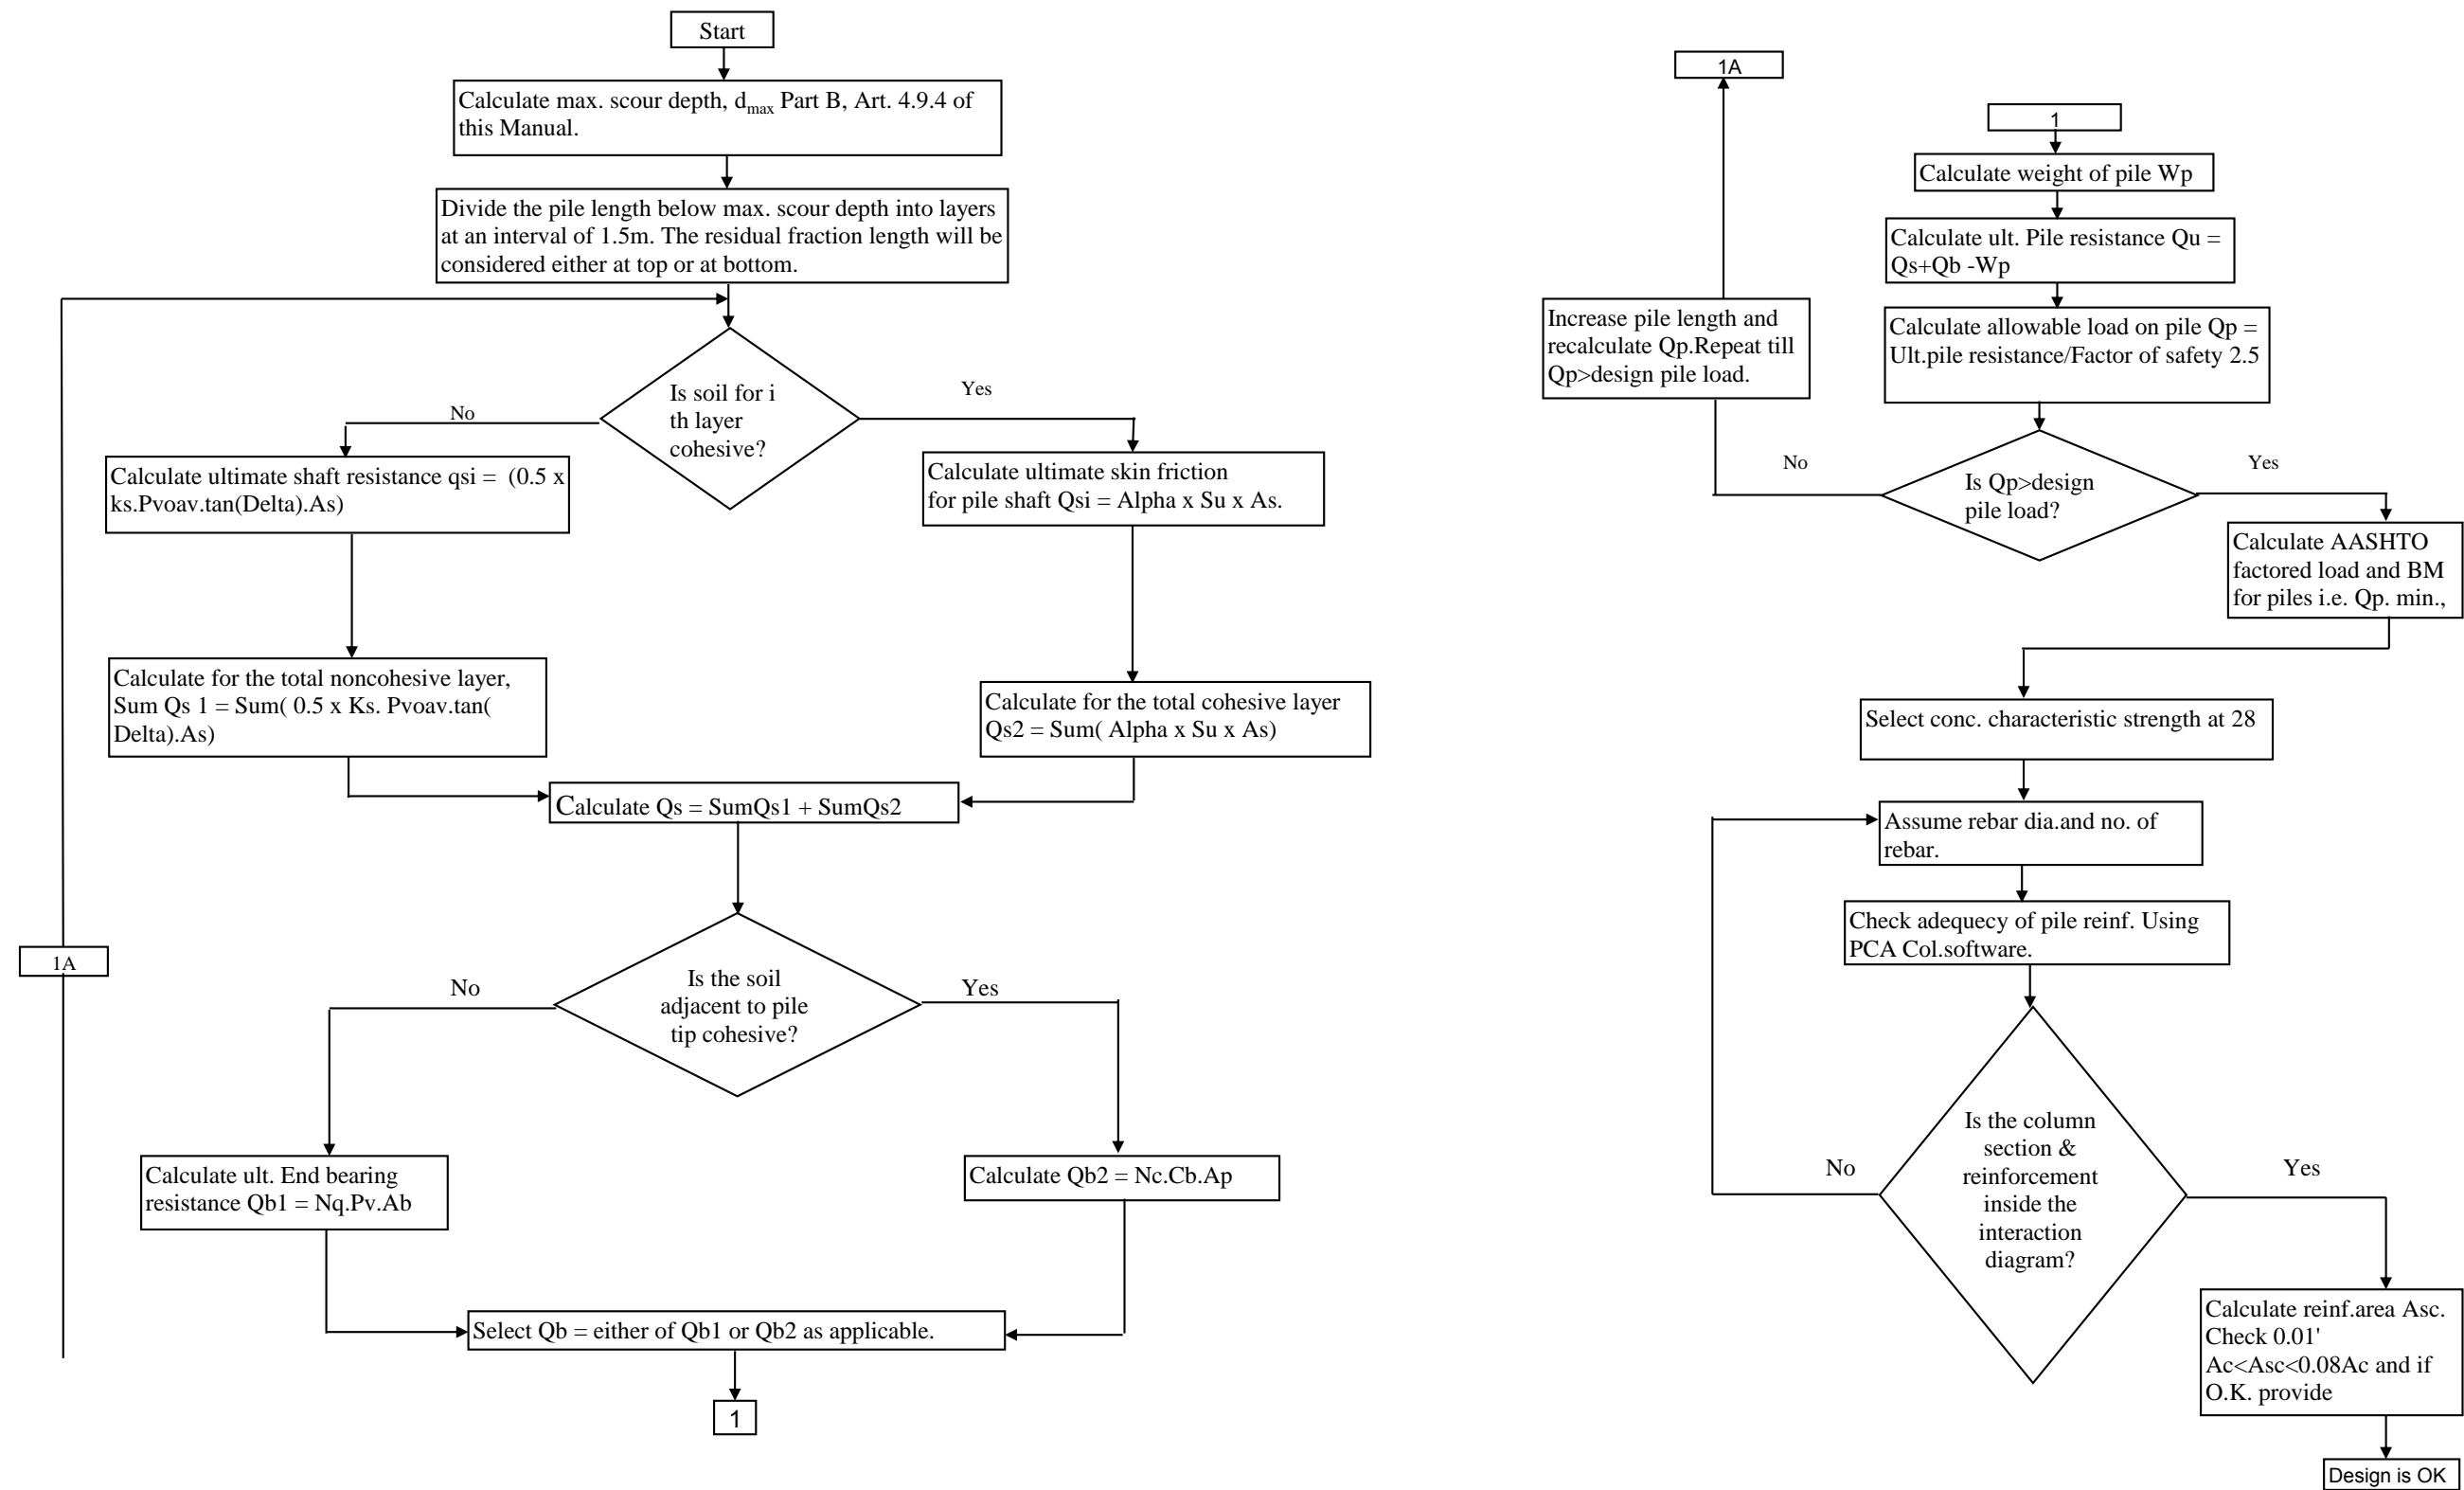 Start
Calculate max. scour depth, dmax Part B, Art. 4.9.4 of
this Manual.
Divide the pile length below max. scour depth into layers
at an interval of 1.5m. The residual fraction length will be
considered either at top or at bottom.
Is soil for i
th layer
cohesive?
No
Yes
Calculate ultimate shaft resistance qsi = (0.5 x
ks.Pvoav.tan(Delta).As)
Calculate ultimate skin friction
for pile shaft Qsi = Alpha x Su x As.
Calculate for the total noncohesive layer,
Sum Qs 1 = Sum( 0.5 x Ks. Pvoav.tan(
Delta).As)
Calculate for the total cohesive layer
Qs2 = Sum( Alpha x Su x As)
Calculate Qs = SumQs1 + SumQs2
1A
Is the soil
adjacent to pile
tip cohesive?
No
Yes
Calculate ult. End bearing
resistance Qb1 = Nq.Pv.Ab
Calculate Qb2 = Nc.Cb.Ap
Select Qb = either of Qb1 or Qb2 as applicable.
1
1A
1
Calculate weight of pile Wp
Calculate ult. Pile resistance Qu =
Qs+Qb -Wp
Increase pile length and
recalculate Qp.Repeat till
Qp>design pile load.
Calculate allowable load on pile Qp =
Ult.pile resistance/Factor of safety 2.5
No
Yes
Is Qp>design
pile load?
Calculate AASHTO
factored load and BM
for piles i.e. Qp. min.,
Select conc. characteristic strength at 28
Assume rebar dia.and no. of
rebar.
Check adequecy of pile reinf. Using
PCA Col.software.
Is the column
section &
reinforcement
inside the
interaction
diagram?
No
Yes
Calculate reinf.area Asc.
Check 0.01'
Ac<Asc<0.08Ac and if
O.K. provide
Design is OK